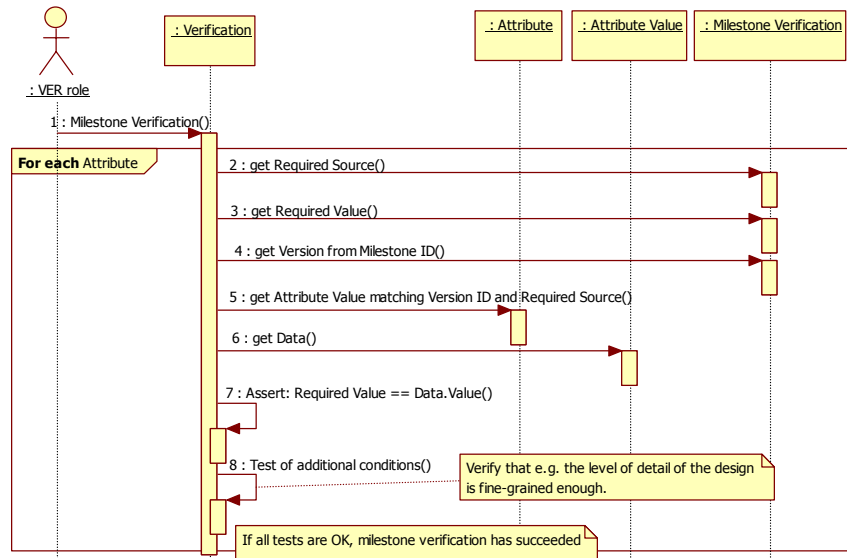 : Verification
: Attribute
: Attribute Value
: Milestone Verification
: VER role
1 : Milestone Verification()
For each Attribute
2 : get Required Source()
3 : get Required Value()
4 : get Version from Milestone ID()
5 : get Attribute Value matching Version ID and Required Source()
6 : get Data()
7 : Assert: Required Value == Data.Value()
8 : Test of additional conditions()
Verify that e.g. the level of detail of the design
is fine-grained enough.
If all tests are OK, milestone verification has succeeded